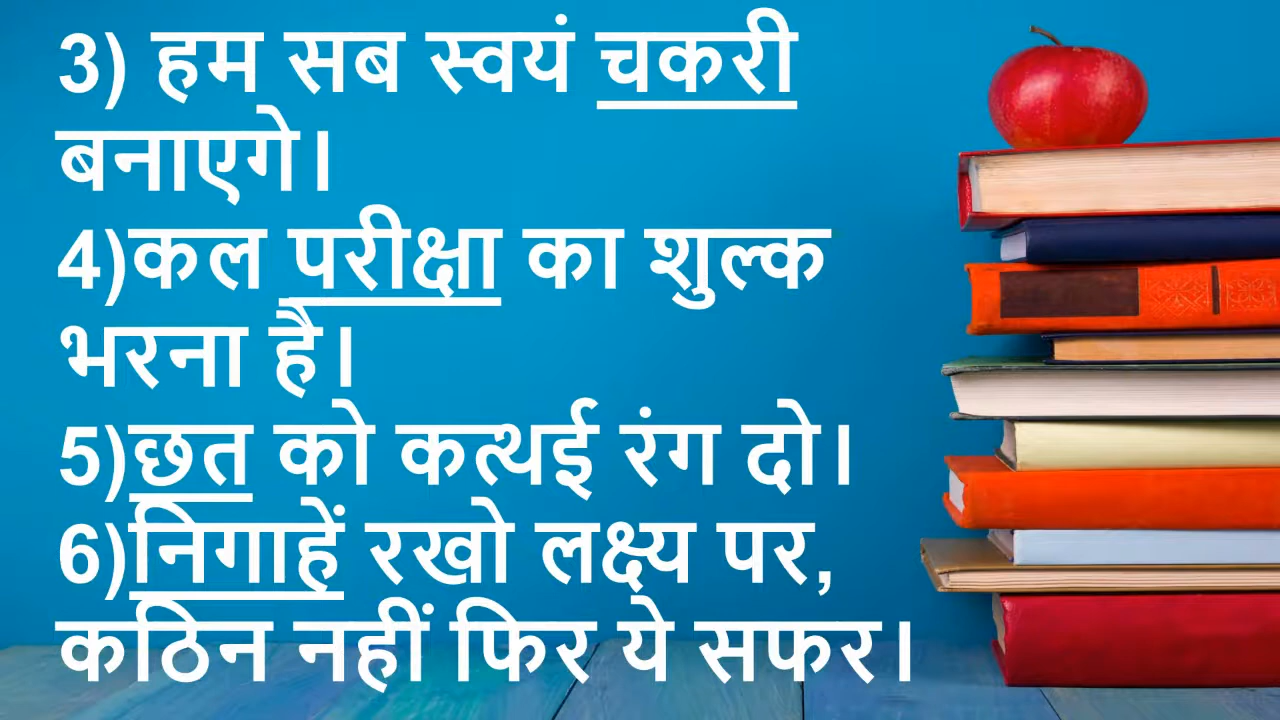 3) हम सब स्वयं चकरी
बनाएगे।
4)कल परीक्षा का शुल्क
भरना है।
5)छत को कत्थई रंग दो।
6)निगाहें रखो लक्ष्य पर,
कठिन नहीं फिर ये सफर।